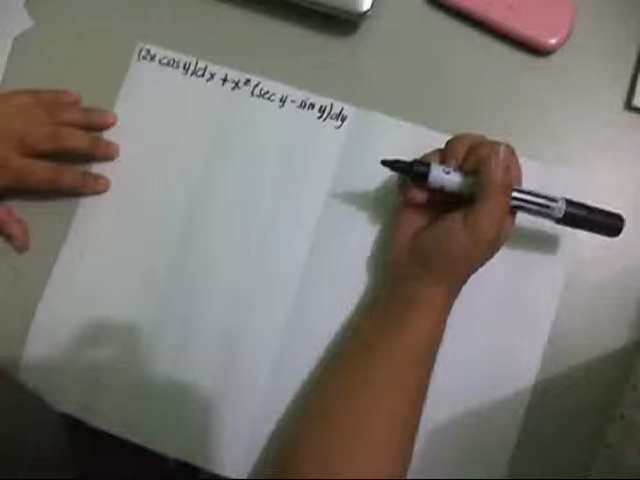 (2x cos y)dx + x² (sec y - sin y)dy